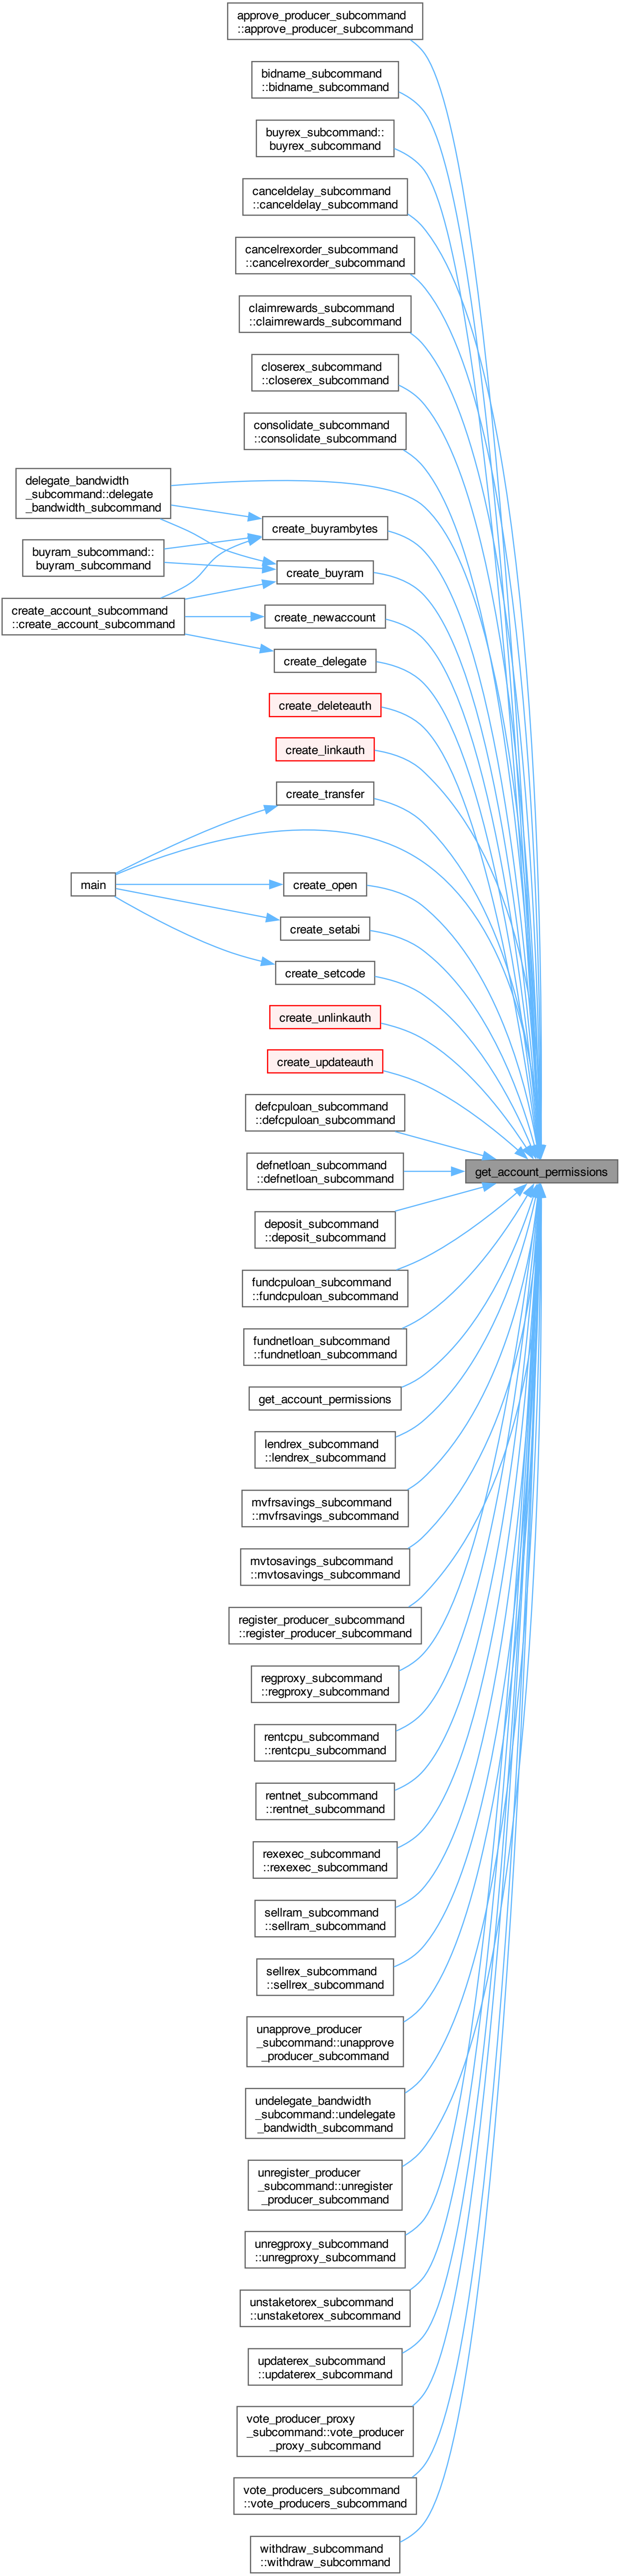 approve_producer_subcommand
::approve_producer_subcommand
bidname_subcommand
::bidname_subcommand
buyrex_subcommand::
buyrex_subcommand
canceldelay_subcommand
::canceldelay_subcommand
cancelrexorder_subcommand
::cancelrexorder_subcommand
claimrewards_subcommand
::claimrewards_subcommand
closerex_subcommand
::closerex_subcommand
consolidate_subcommand
::consolidate_subcommand
delegate_bandwidth
_subcommand::delegate
_bandwidth_subcommand
create_buyrambytes
buyram_subcommand::
buyram_subcommand
create_buyram
create_account_subcommand
::create_account_subcommand
create_newaccount
create_delegate
create_deleteauth
create_linkauth
create_transfer
main
create_open
create_setabi
create_setcode
create_unlinkauth
create_updateauth
defcpuloan_subcommand
::defcpuloan_subcommand
defnetloan_subcommand
::defnetloan_subcommand
get_account_permissions
deposit_subcommand
::deposit_subcommand
fundcpuloan_subcommand
::fundcpuloan_subcommand
fundnetloan_subcommand
::fundnetloan_subcommand
get_account_permissions
lendrex_subcommand
::lendrex_subcommand
mvfrsavings_subcommand
::mvfrsavings_subcommand
mvtosavings_subcommand
::mvtosavings_subcommand
register_producer_subcommand
::register_producer_subcommand
regproxy_subcommand
::regproxy_subcommand
rentcpu_subcommand
::rentcpu_subcommand
rentnet_subcommand
::rentnet_subcommand
rexexec_subcommand
::rexexec_subcommand
sellram_subcommand
::sellram_subcommand
sellrex_subcommand
::sellrex_subcommand
unapprove_producer
_subcommand::unapprove
_producer_subcommand
undelegate_bandwidth
_subcommand::undelegate
_bandwidth_subcommand
unregister_producer
_subcommand::unregister
_producer_subcommand
unregproxy_subcommand
::unregproxy_subcommand
unstaketorex_subcommand
::unstaketorex_subcommand
updaterex_subcommand
::updaterex_subcommand
vote_producer_proxy
_subcommand::vote_producer
_proxy_subcommand
vote_producers_subcommand
::vote_producers_subcommand
withdraw_subcommand
::withdraw_subcommand